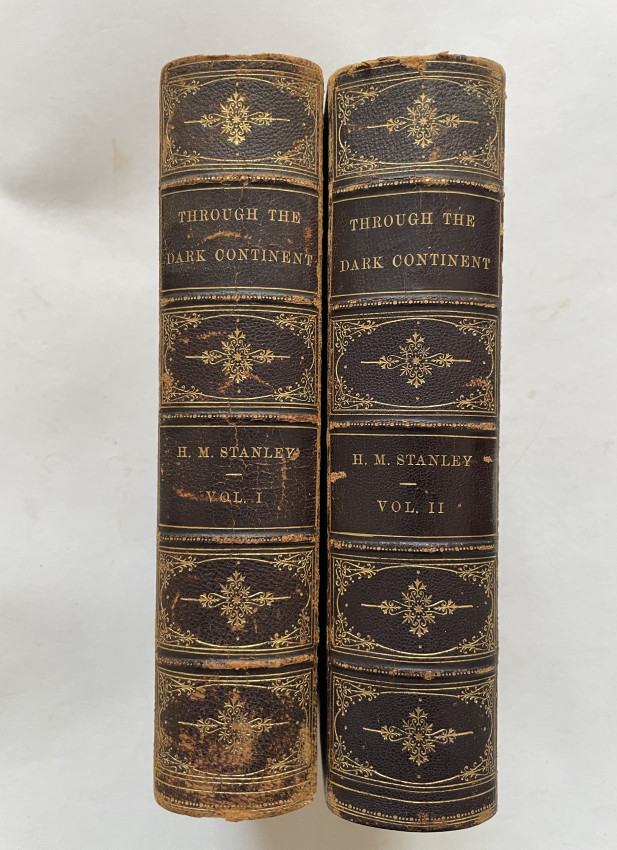 THROUGH THE
DARK CONTINENT
H. M. STANLEY
VOL. I
THROUGH THE
DARK CONTINENT
H. M. STANLEY
VOL. II